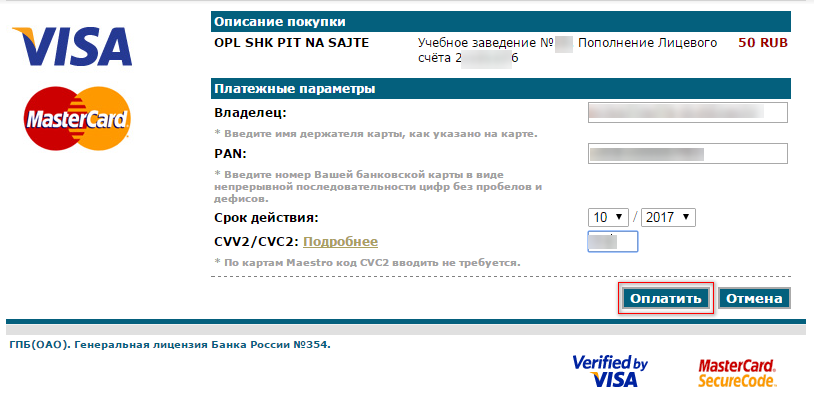 VISA
MasterCard
Описание покупки
OPL SHK PIT NA SAJTE Учебное заведение № Пополнение Лицевого 50 RUB
счёта 2 6
Платежные параметры
Владелец:
* Введите имя держателя карты, как указано на карте.
PAN:
* Введите номер Вашей банковской карты в виде
непрерывной последовательности цифр без пробелов и
дефисов.
Срок действия: 10 / 2017
CVV2/CVC2: Подробнее
* По картам Maestro код CVC2 вводить не требуется.
Оплатить Отмена
ГПБ(ОАО). Генеральная лицензия Банка России №354.
Verified by
VISA
MasterCard.
SecureCode.